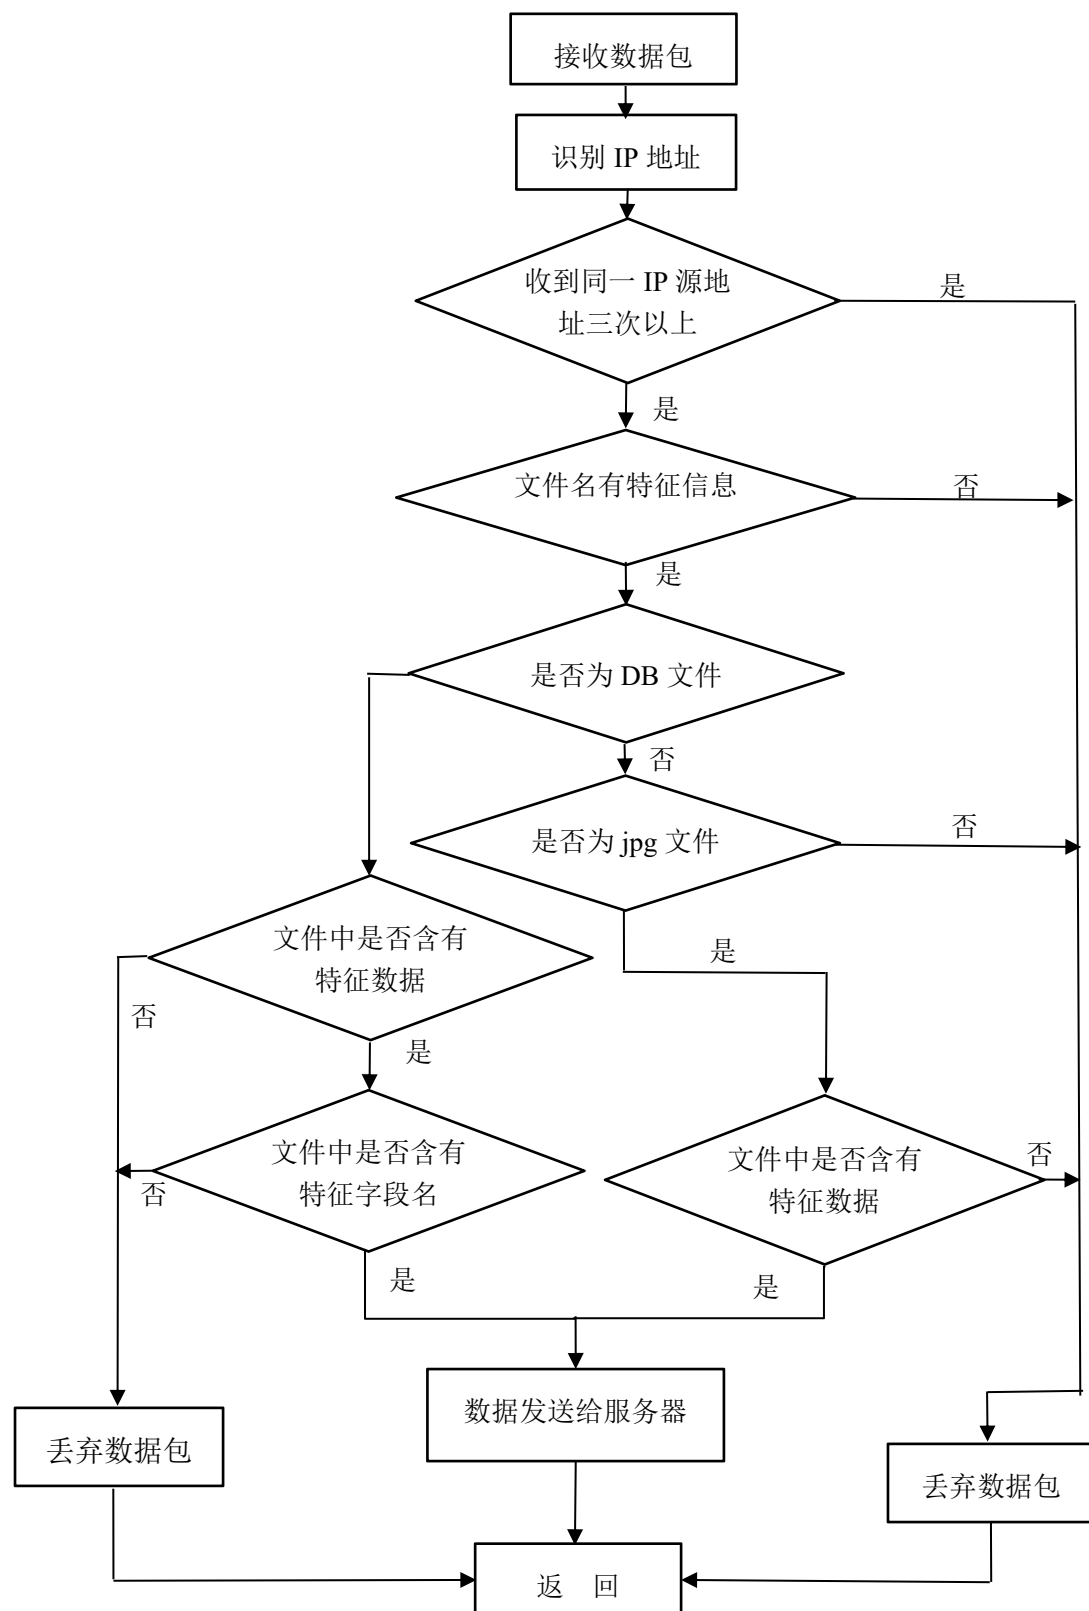 接收数据包
识别 IP 地址
收到同一 IP 源地
址三次以上
是
是
文件名有特征信息
否
是
是否为 DB 文件
否
是否为 jpg 文件
否
文件中是否含有
特征数据
是
否
是
文件中是否含有
特征字段名
否
文件中是否含有
特征数据
否
是
是
数据发送给服务器
丢弃数据包
丢弃数据包
返 回